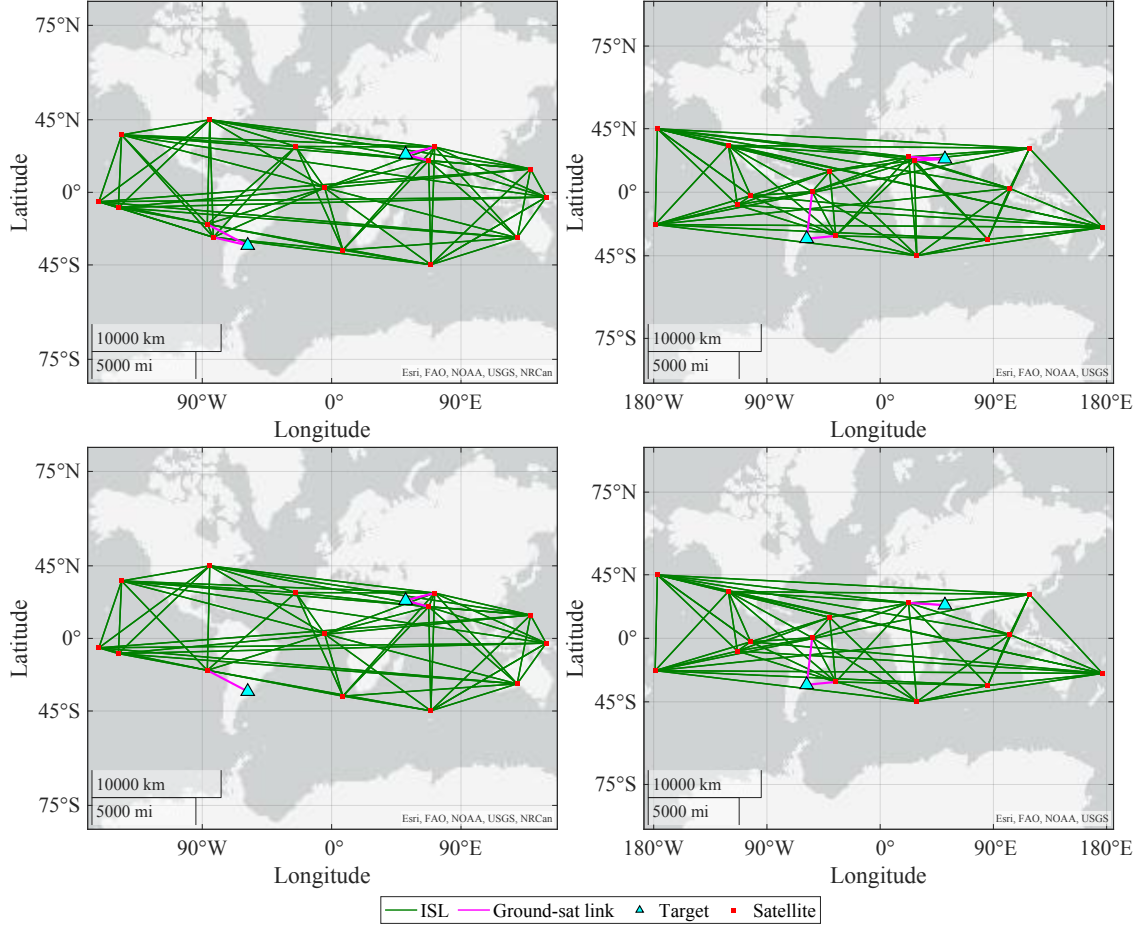 75°N
45°N
0°
45°S
75°S
Latitude
10000 km
5000 mi
Esri, FAO, NOAA, USGS, NRCan
90°W
0°
90°E
Longitude
75°N
45°N
0°
45°S
75°S
Latitude
10000 km
5000 mi
Esri, FAO, NOAA, USGS
180°W
90°W
0°
90°E
180°E
Longitude
75°N
45°N
0°
45°S
75°S
Latitude
10000 km
5000 mi
Esri, FAO, NOAA, USGS, NRCan
90°W
0°
90°E
Longitude
75°N
45°N
0°
45°S
75°S
Latitude
10000 km
5000 mi
Esri, FAO, NOAA, USGS
180°W
90°W
0°
90°E
180°E
Longitude
ISL Ground-sat link Target Satellite